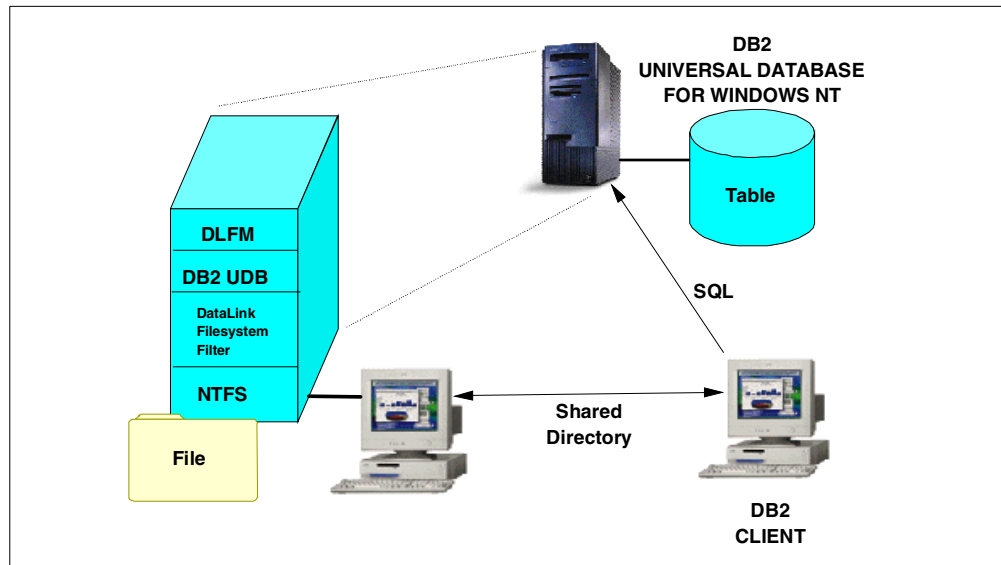 DB2
UNIVERSAL DATABASE
FOR WINDOWS NT
Table
DLFM
DB2 UDB
DataLink
Filesystem
Filter
NTFS
File
SQL
Shared
Directory
DB2
CLIENT